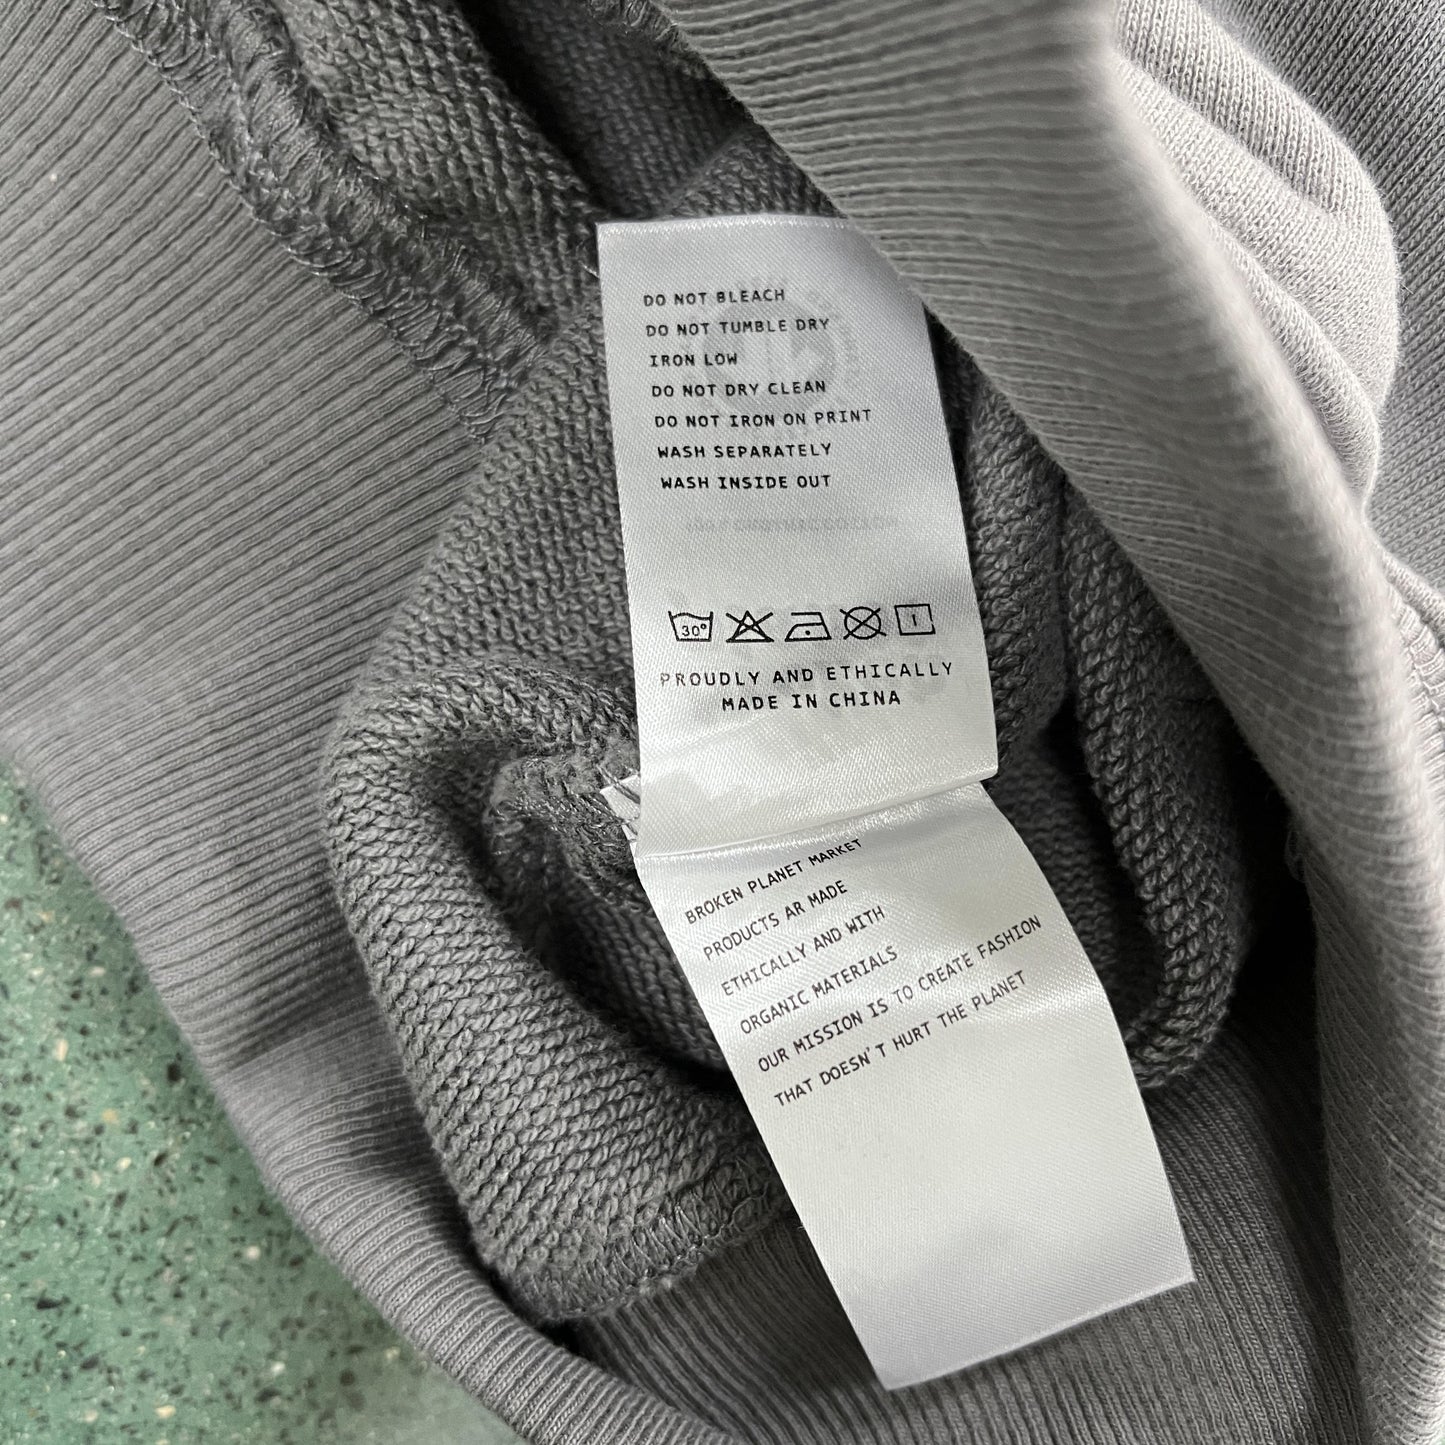 DO NOT BLEACH
DO NOT TUMBLE DRY
IRON LOW
DO NOT DRY CLEAN
DO NOT IRON ON PRINT
WASH SEPARATELY
WASH INSIDE OUT
30°
PROUDLY AND ETHICALLY
MADE IN CHINA
BROKEN PLANET MARKET
PRODUCTS AR MADE
ETHICALLY AND WITH
ORGANIC MATERIALS
OUR MISSION IS TO CREATE FASHION
THAT DOESN'T HURT THE PLANET